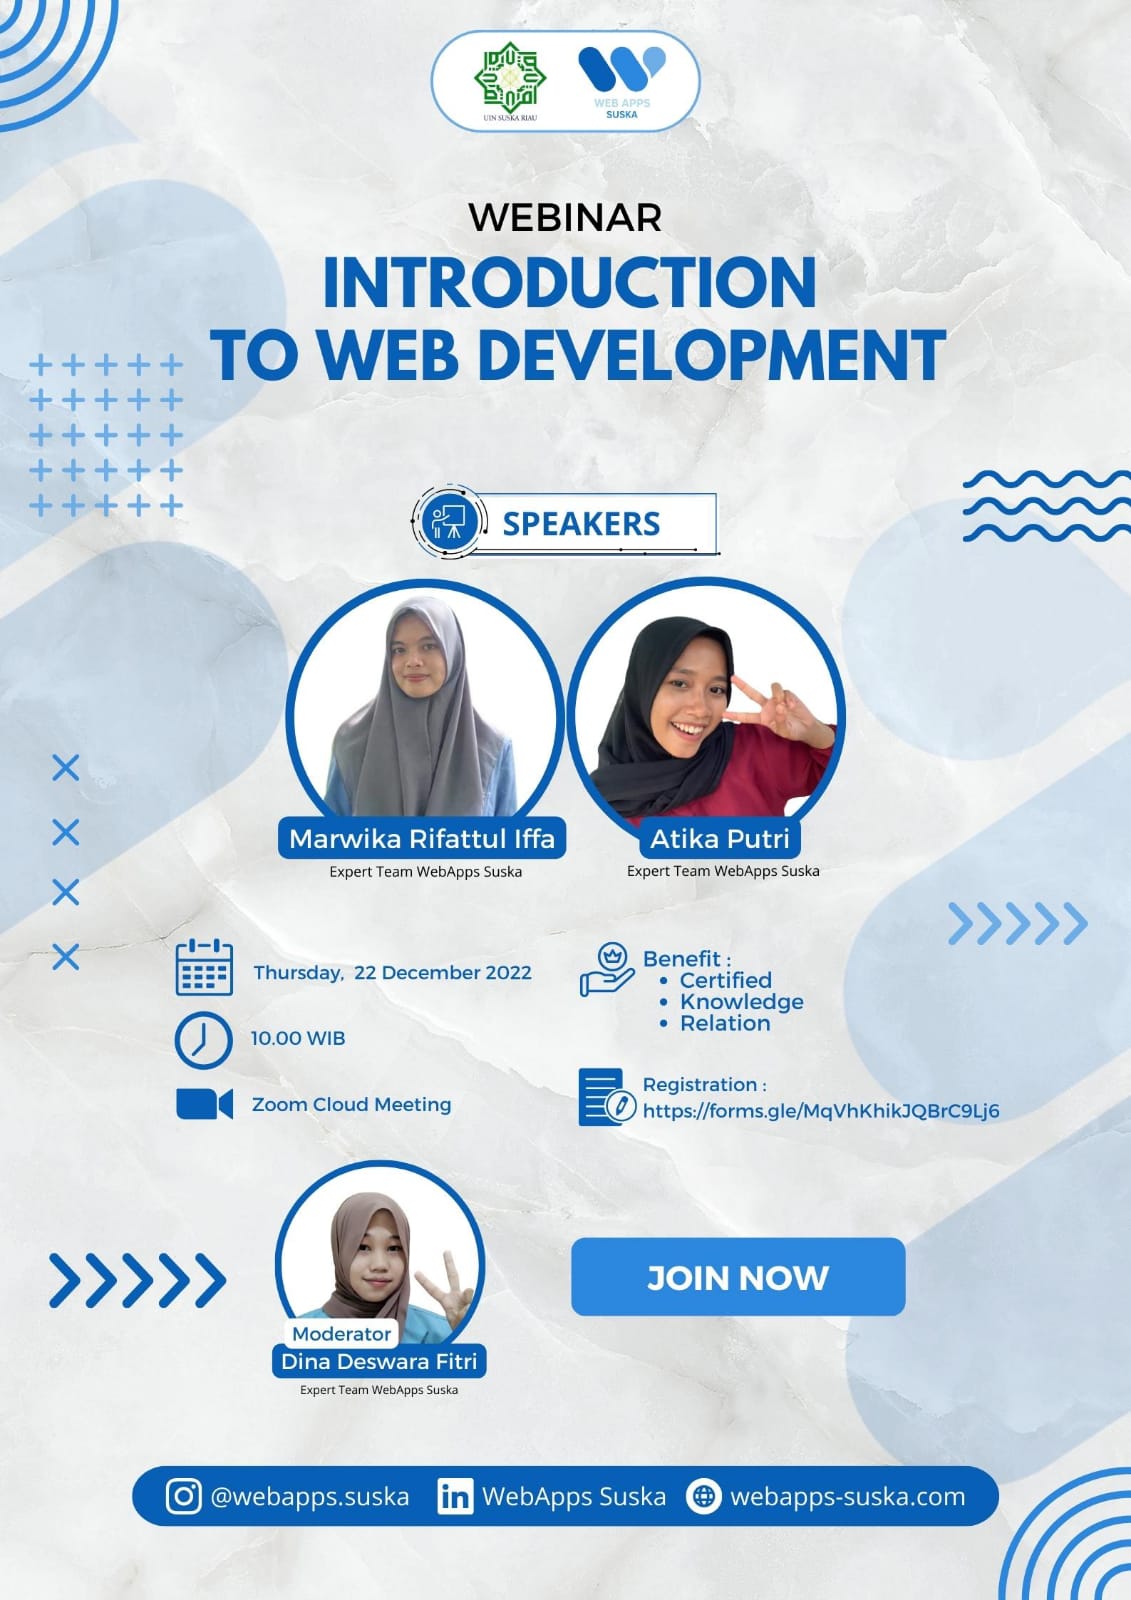 UIN SUSKA RIAU
WEB APPS
SUSKA
WEBINAR
INTRODUCTION
TO WEB DEVELOPMENT
SPEAKERS
Marwika Rifattul Iffa
Expert Team WebApps Suska
Atika Putri
Expert Team WebApps Suska
Thursday, 22 December 2022
10.00 WIB
Zoom Cloud Meeting
Benefit :
• Certified
• Knowledge
• Relation
Registration :
https://forms.gle/MqVhKhikJQBrC9Lj6
Moderator
Dina Deswara Fitri
Expert Team WebApps Suska
JOIN NOW
@webapps.suska
WebApps Suska
webapps-suska.com